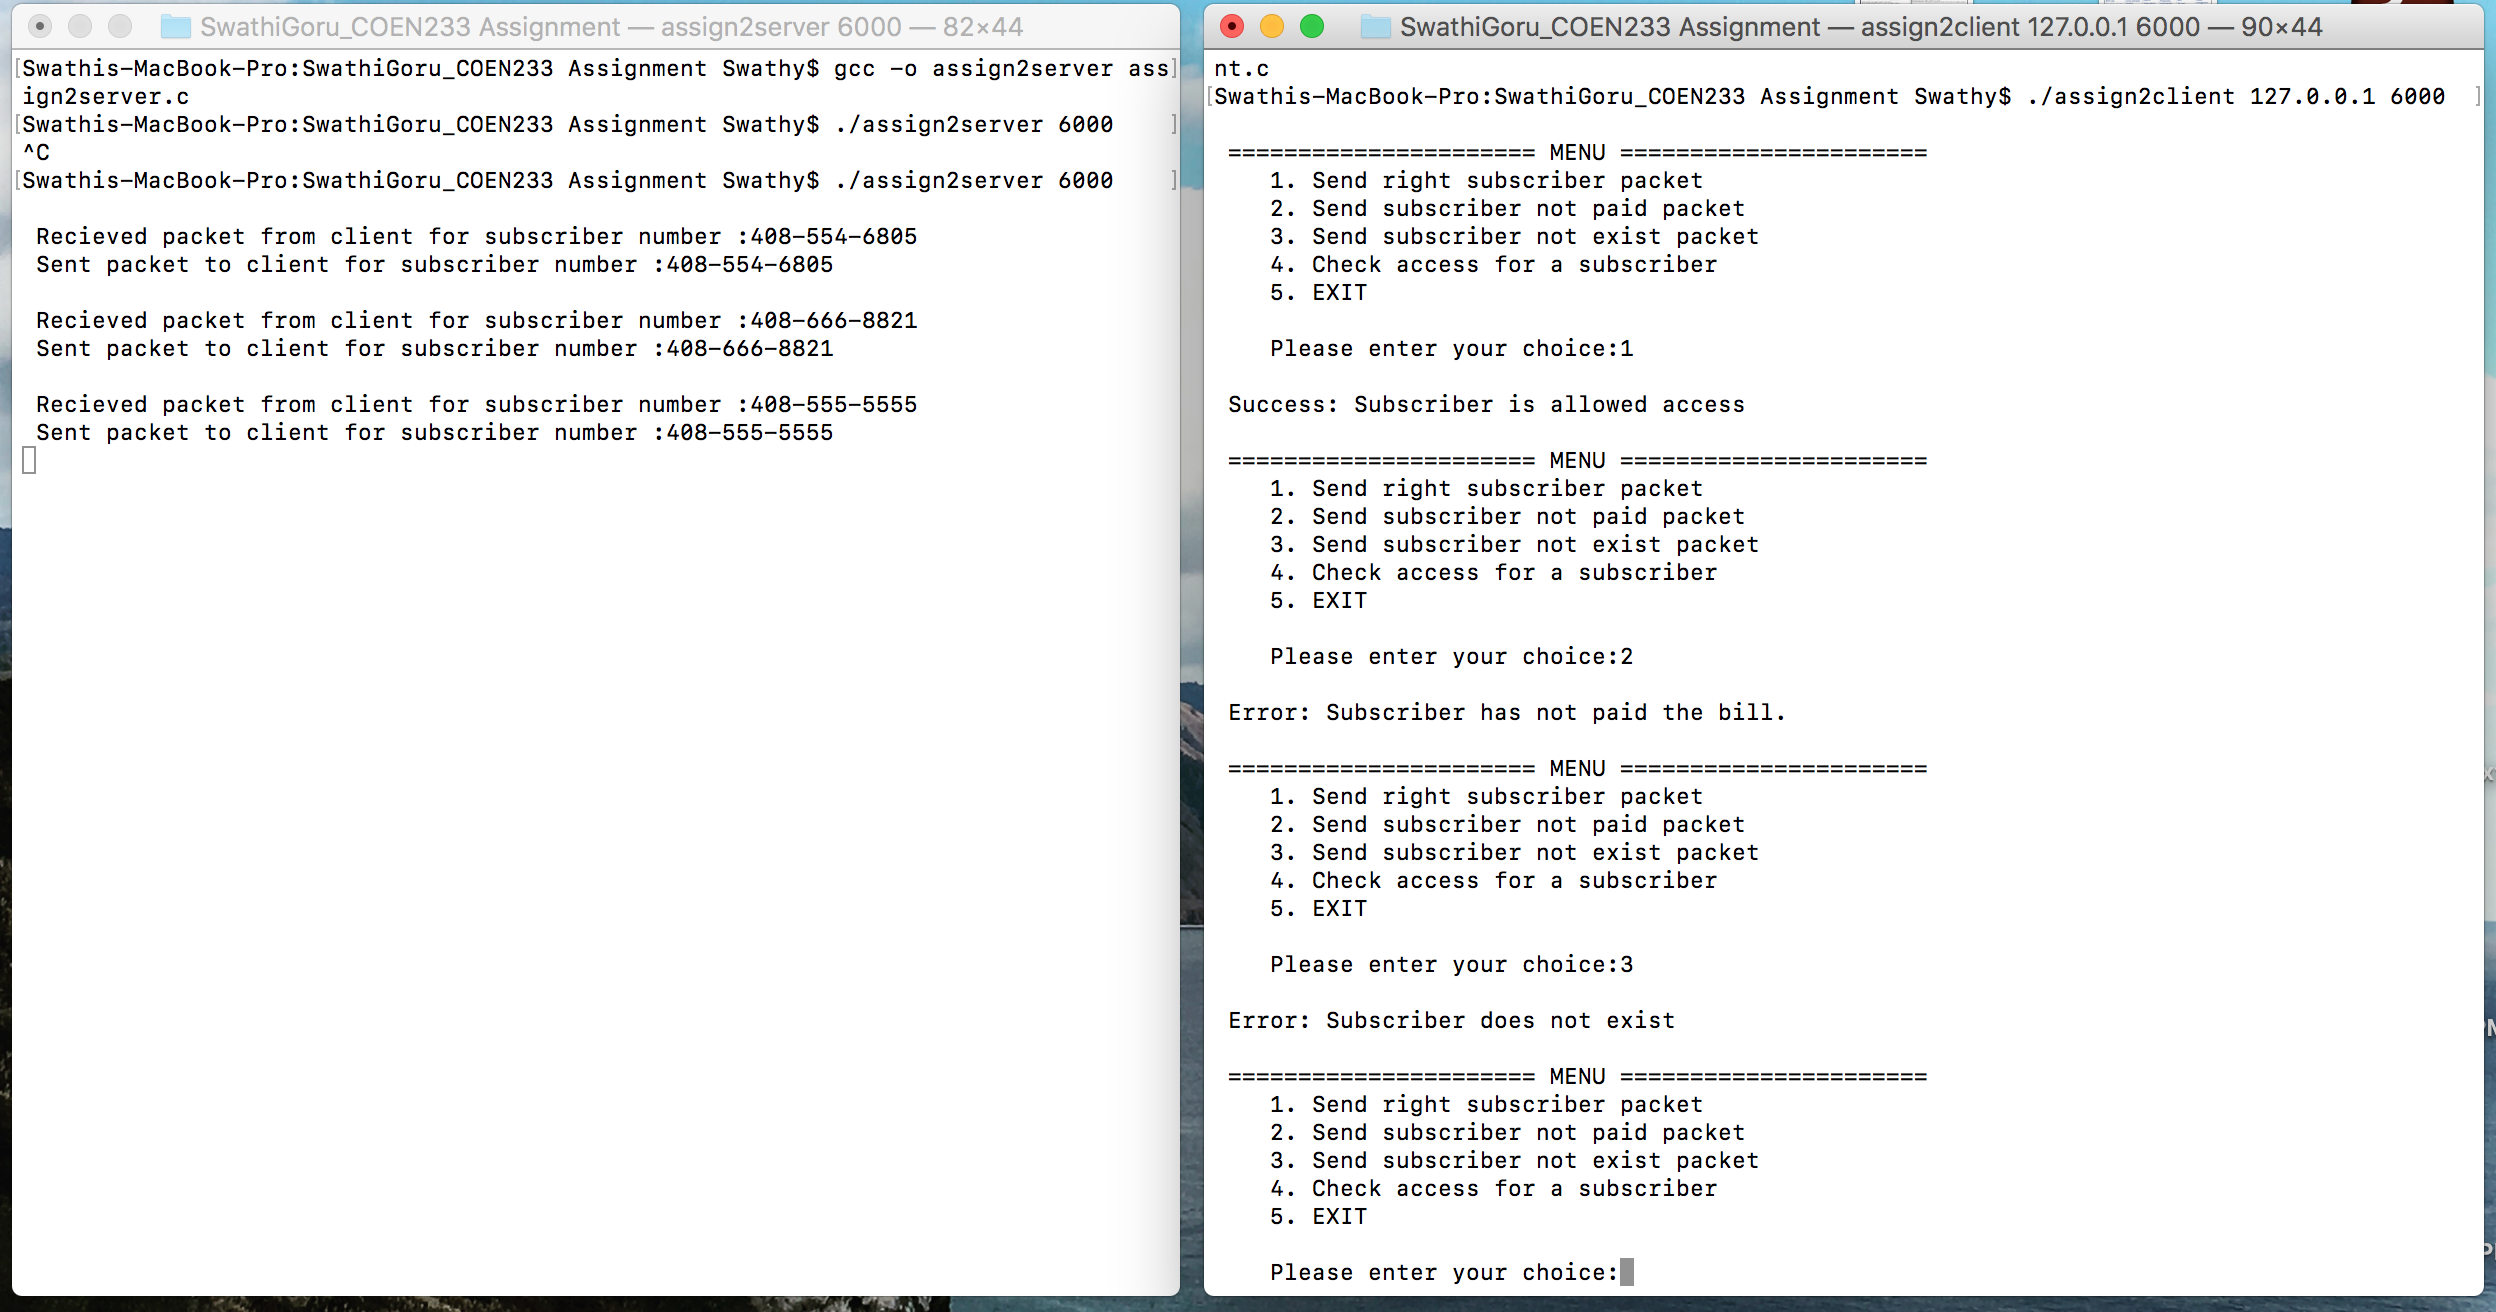 SwathiGoru_COEN233 Assignment — assign2server 6000 — 82×44
Swathis-MacBook-Pro:SwathiGoru_COEN233 Assignment Swathy$ gcc -o assign2server ass
ign2server.c
Swathis-MacBook-Pro:SwathiGoru_COEN233 Assignment Swathy$ ./assign2server 6000
^C
Swathis-MacBook-Pro:SwathiGoru_COEN233 Assignment Swathy$ ./assign2server 6000
Recieved packet from client for subscriber number :408-554-6805
Sent packet to client for subscriber number :408-554-6805
Recieved packet from client for subscriber number :408-666-8821
Sent packet to client for subscriber number :408-666-8821
Recieved packet from client for subscriber number :408-555-5555
Sent packet to client for subscriber number :408-555-5555
SwathiGoru_COEN233 Assignment — assign2client 127.0.0.1 6000 — 90×44
nt.c
Swathis-MacBook-Pro:SwathiGoru_COEN233 Assignment Swathy$ ./assign2client 127.0.0.1 6000
====================== MENU ======================
1. Send right subscriber packet
2. Send subscriber not paid packet
3. Send subscriber not exist packet
4. Check access for a subscriber
5. EXIT
Please enter your choice:1
Success: Subscriber is allowed access
====================== MENU ======================
1. Send right subscriber packet
2. Send subscriber not paid packet
3. Send subscriber not exist packet
4. Check access for a subscriber
5. EXIT
Please enter your choice:2
Error: Subscriber has not paid the bill.
====================== MENU ======================
1. Send right subscriber packet
2. Send subscriber not paid packet
3. Send subscriber not exist packet
4. Check access for a subscriber
5. EXIT
Please enter your choice:3
Error: Subscriber does not exist
====================== MENU ======================
1. Send right subscriber packet
2. Send subscriber not paid packet
3. Send subscriber not exist packet
4. Check access for a subscriber
5. EXIT
Please enter your choice: